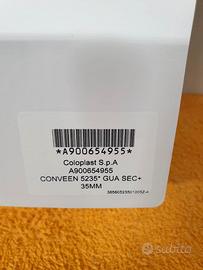 *A900654955*
Coloplast S.p.A
A900654955
CONVEEN 5235* GUA SEC+
35MM
subito